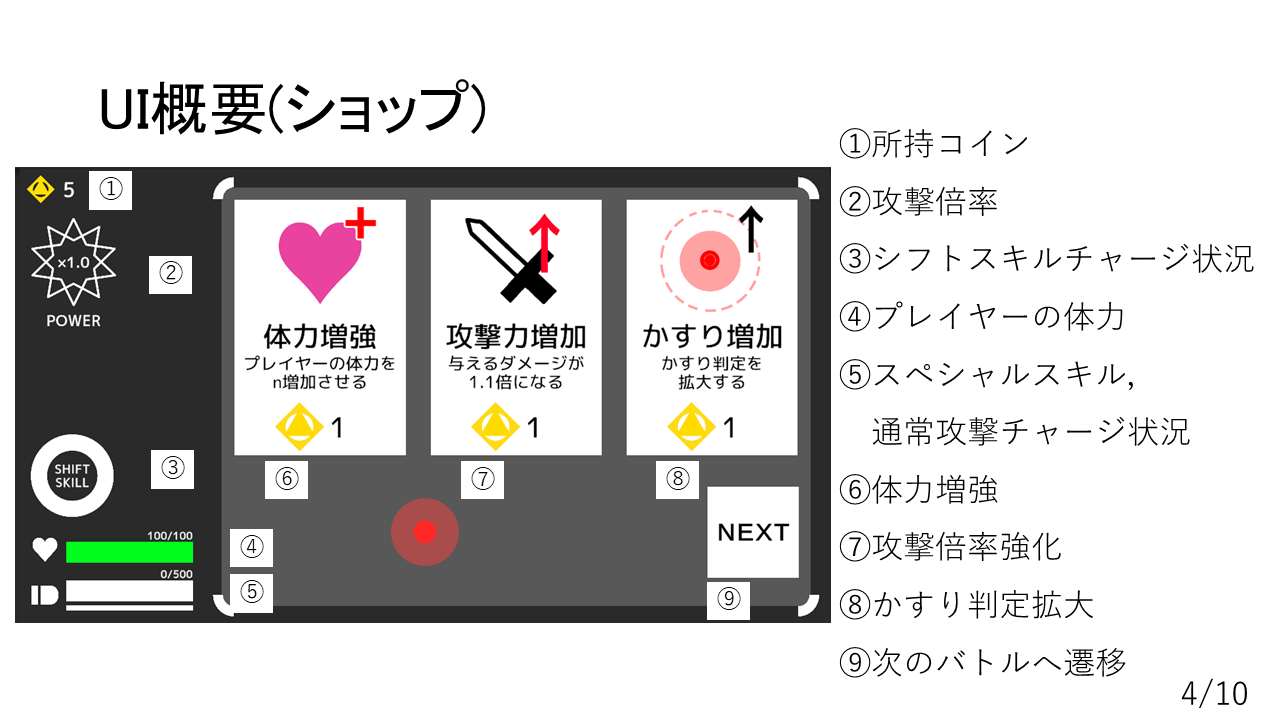 UI概要(ショップ)
5
①
×1.0
②
POWER
SHIFT
SKILL
③
100/100
④
0/500
⑤
体力増強
プレイヤーの体力を
n増加させる
1
⑥
攻撃力増加
与えるダメージが
1.1倍になる
1
⑦
かすり増加
かすり判定を
拡大する
1
⑧
NEXT
⑨
①所持コイン
②攻撃倍率
③シフトスキルチャージ状況
④プレイヤーの体力
⑤スペシャルスキル,
通常攻撃チャージ状況
⑥体力増強
⑦攻撃倍率強化
⑧かすり判定拡大
⑨次のバトルへ遷移
4/10